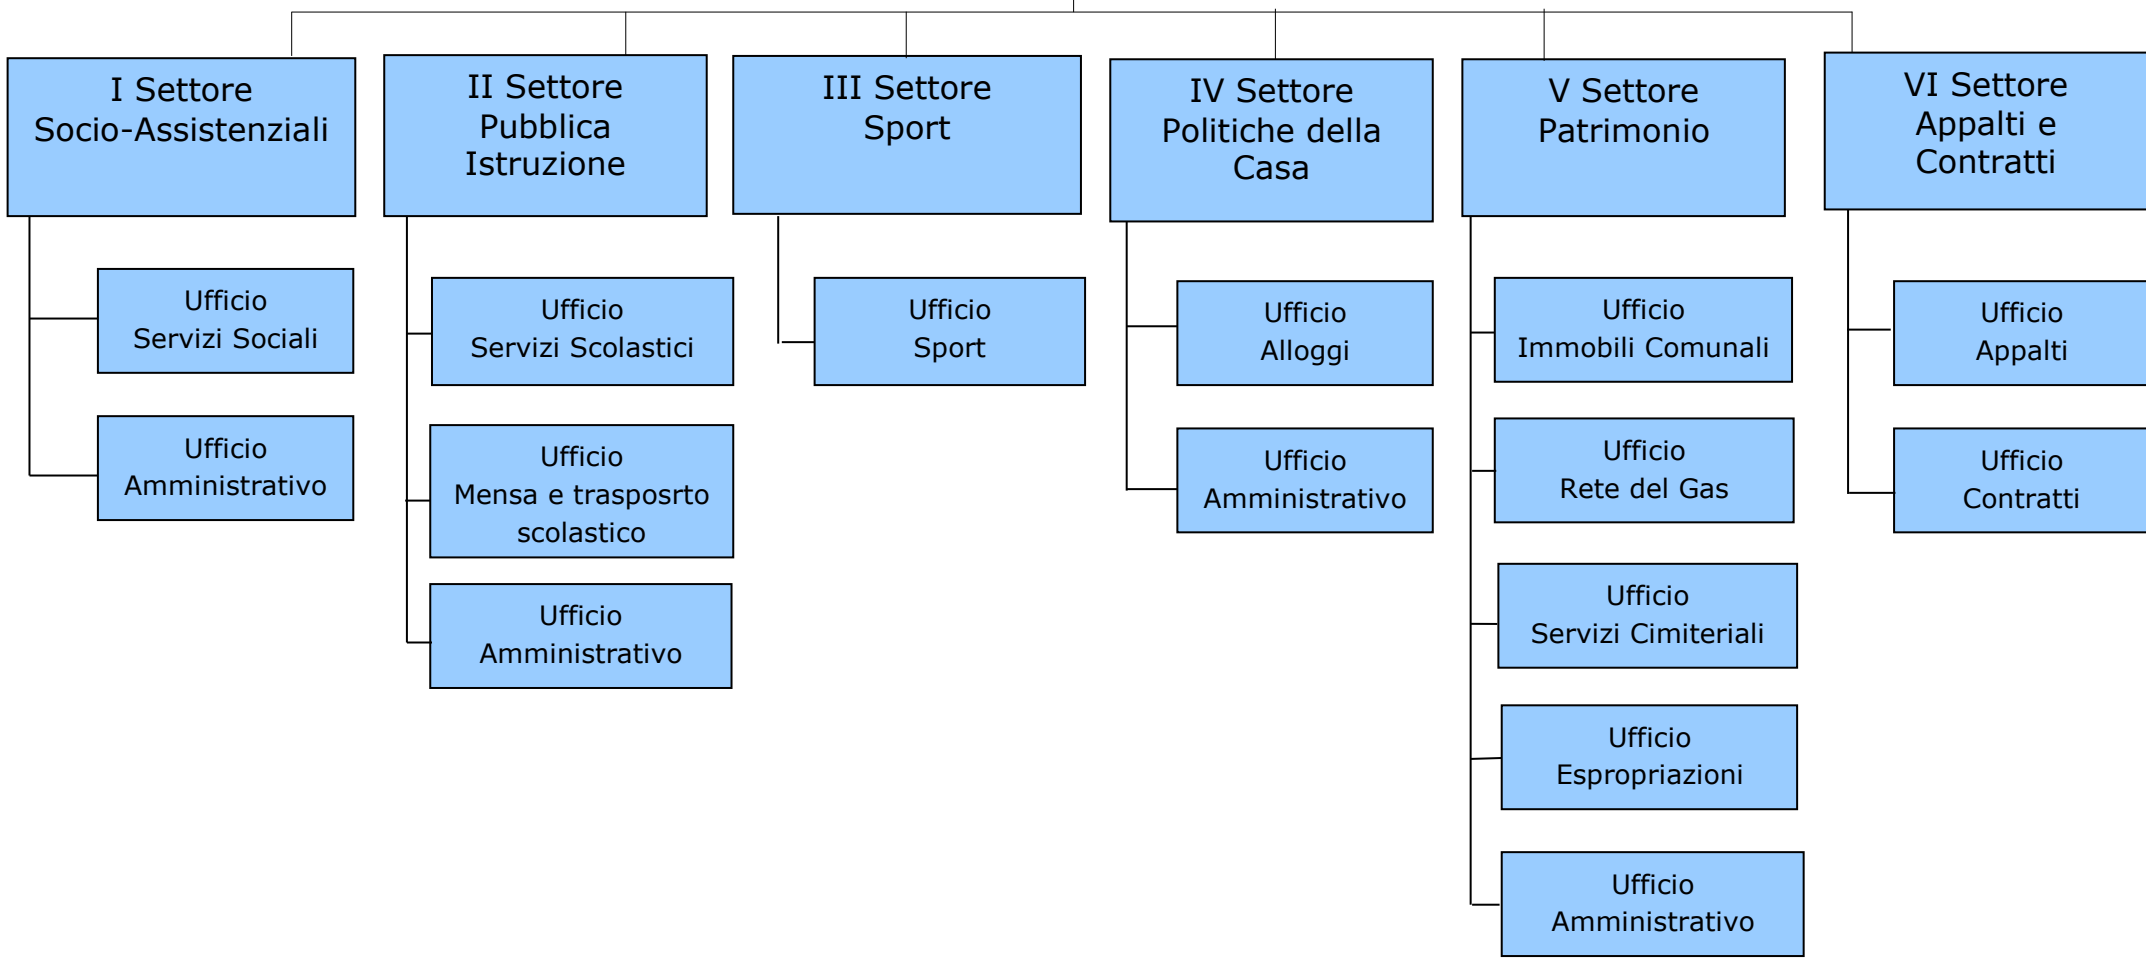 I Settore
Socio-Assistenziali
II Settore
Pubblica
Istruzione
III Settore
Sport
IV Settore
Politiche della
Casa
V Settore
Patrimonio
VI Settore
Appalti e
Contratti
Ufficio
Servizi Sociali
Ufficio
Amministrativo
Ufficio
Servizi Scolastici
Ufficio
Mensa e trasposrto
scolastico
Ufficio
Amministrativo
Ufficio
Sport
Ufficio
Alloggi
Ufficio
Amministrativo
Ufficio
Immobili Comunali
Ufficio
Rete del Gas
Ufficio
Servizi Cimiteriali
Ufficio
Espropriazioni
Ufficio
Amministrativo
Ufficio
Appalti
Ufficio
Contratti